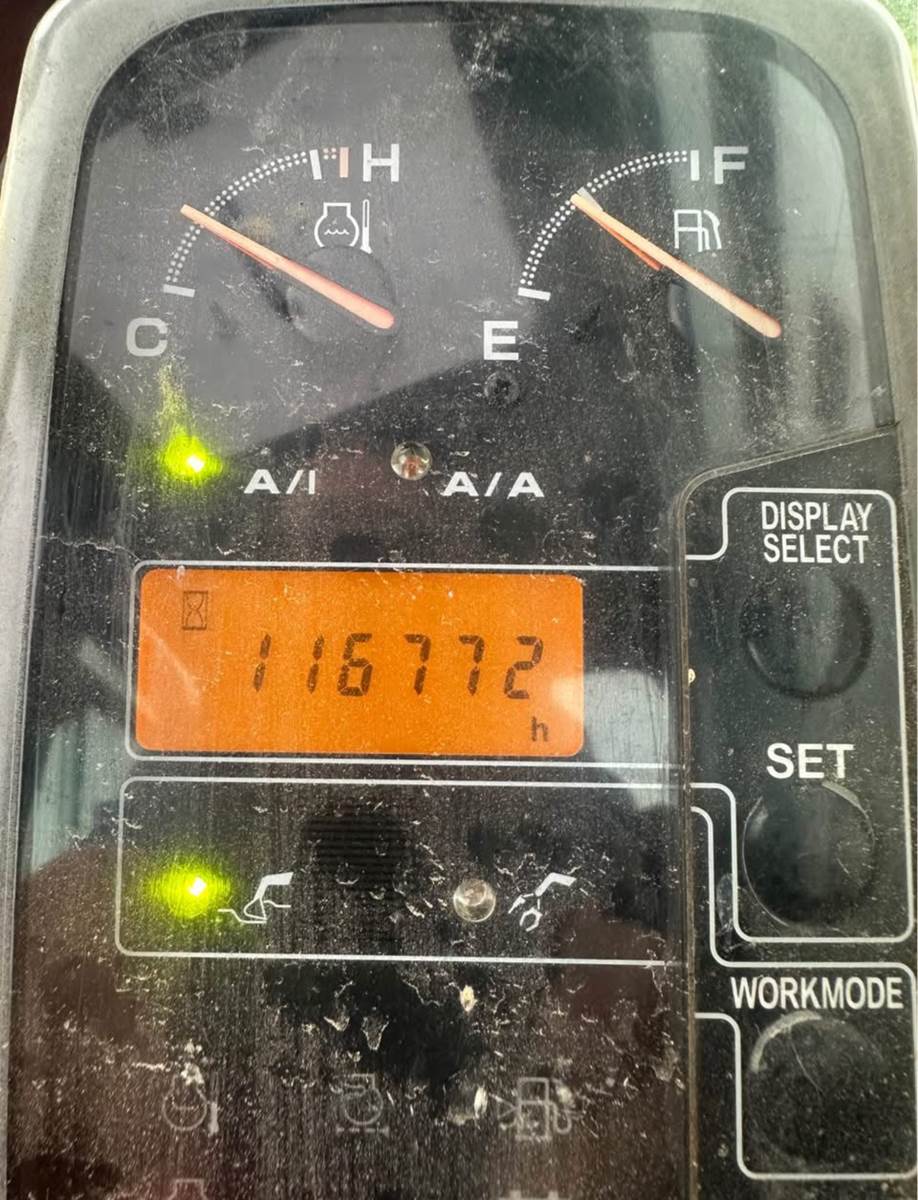 H
F
C
E
A/I
A/A
DISPLAY
SELECT
116772
h
SET
WORKMODE